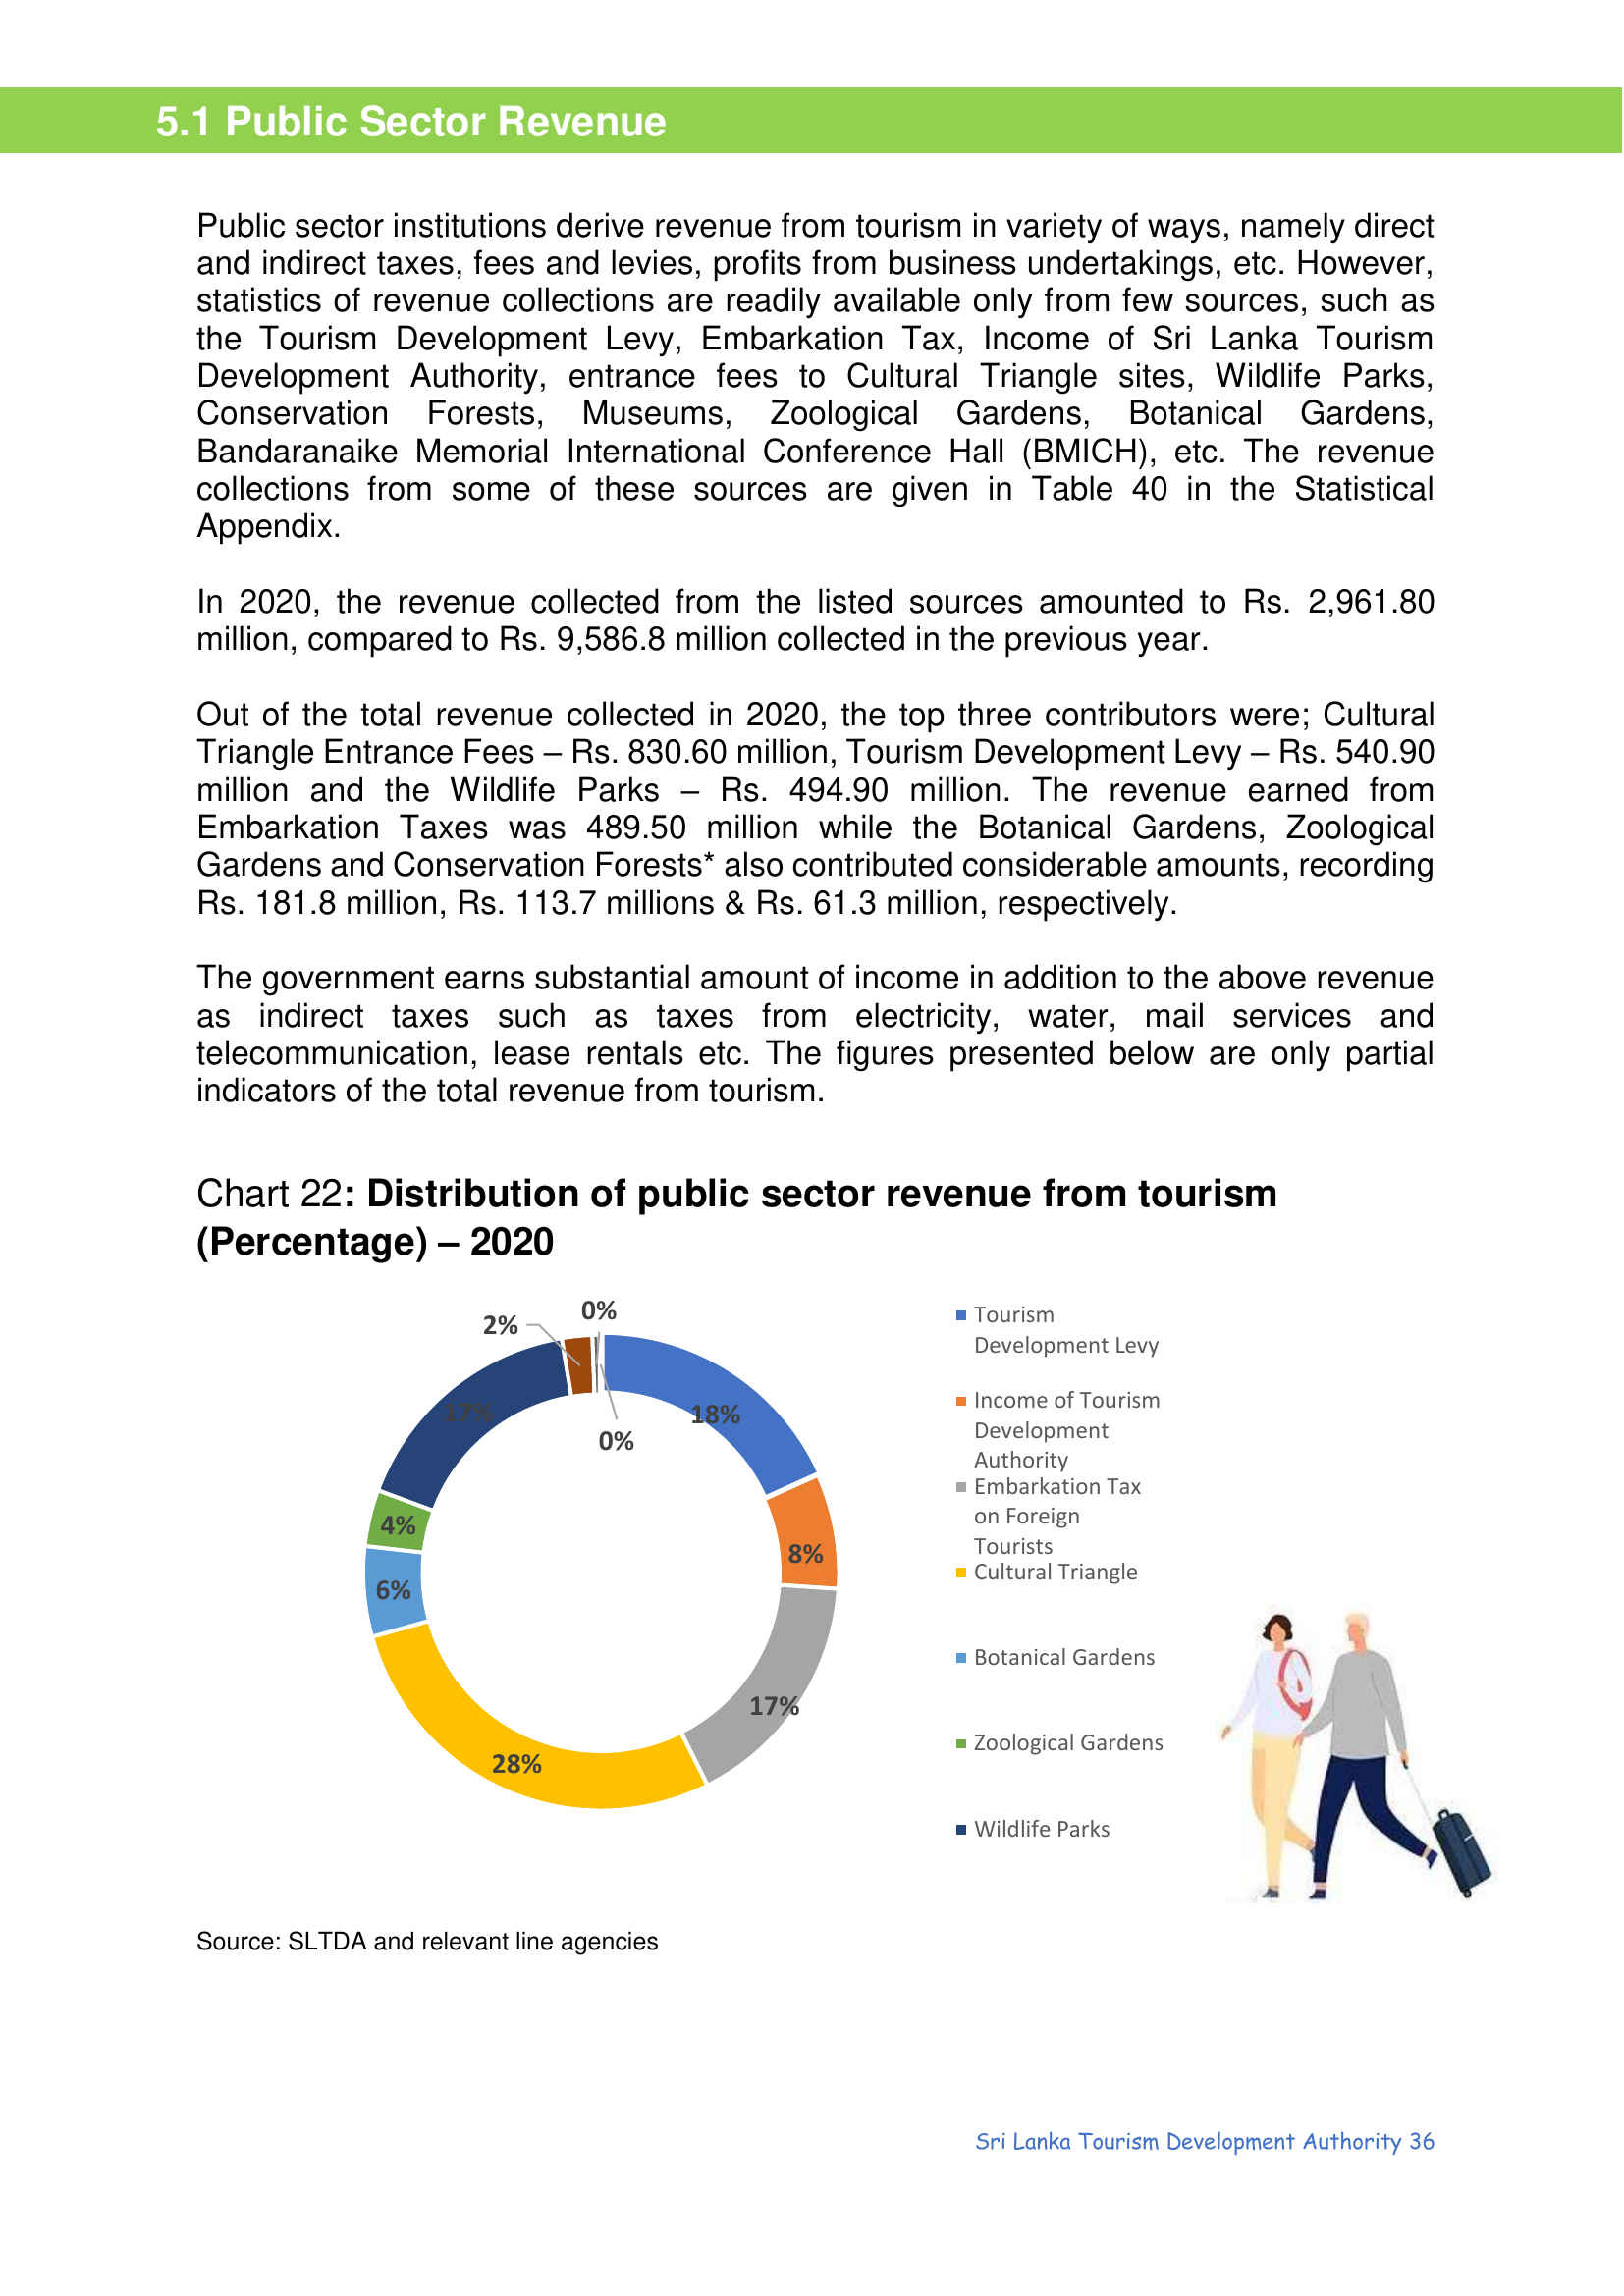 5.1 Public Sector Revenue
Public sector institutions derive revenue from tourism in variety of ways, namely direct
and indirect taxes, fees and levies, profits from business undertakings, etc. However,
statistics of revenue collections are readily available only from few sources, such as
the Tourism Development Levy, Embarkation Tax, Income of Sri Lanka Tourism
Development Authority, entrance fees to Cultural Triangle sites, Wildlife Parks,
Conservation Forests, Museums, Zoological Gardens, Botanical Gardens,
Bandaranaike Memorial International Conference Hall (BMICH), etc. The revenue
collections from some of these sources are given in Table 40 in the Statistical
Appendix.
In 2020, the revenue collected from the listed sources amounted to Rs. 2,961.80
million, compared to Rs. 9,586.8 million collected in the previous year.
Out of the total revenue collected in 2020, the top three contributors were; Cultural
Triangle Entrance Fees – Rs. 830.60 million, Tourism Development Levy – Rs. 540.90
million and the Wildlife Parks – Rs. 494.90 million. The revenue earned from
Embarkation Taxes was 489.50 million while the Botanical Gardens, Zoological
Gardens and Conservation Forests* also contributed considerable amounts, recording
Rs. 181.8 million, Rs. 113.7 millions & Rs. 61.3 million, respectively.
The government earns substantial amount of income in addition to the above revenue
as indirect taxes such as taxes from electricity, water, mail services and
telecommunication, lease rentals etc. The figures presented below are only partial
indicators of the total revenue from tourism.
Chart 22: Distribution of public sector revenue from tourism
(Percentage) – 2020
0%
2%
17%
18%
0%
4%
8%
6%
17%
28%
Tourism
Development Levy
Income of Tourism
Development
Authority
Embarkation Tax
on Foreign
Tourists
Cultural Triangle
Botanical Gardens
Zoological Gardens
Wildlife Parks
Source: SLTDA and relevant line agencies
Sri Lanka Tourism Development Authority 36